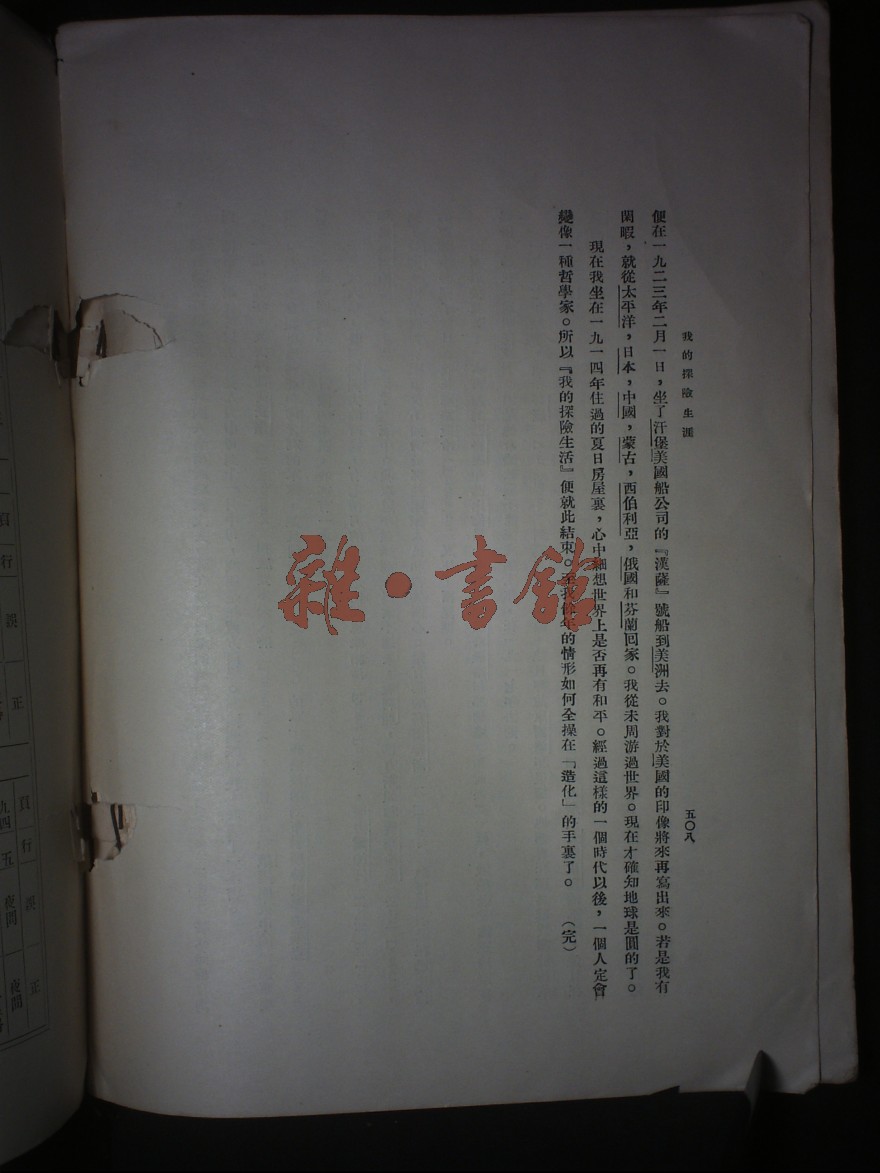 我的探險生涯
五〇八
便在一九二三年二月一日，坐了汗堡美國船公司的『漢薩』號船到美洲去。我對於美國的印像將來再寫出來。若是我有
閑暇，就從太平洋，日本，中國，蒙古，西伯利亞，俄國和芬蘭回家。我從未周游過世界。現在才確知地球是圓的了。
現在我坐在一九一四年住過的夏日房屋裏，心中細想世界上是否再有和平。經過這樣的一個時代以後，一個人定會
變像一種哲學家。所以『我的探險生活』便就此結束。至我餘年的情形如何全操在「造化」的手裏了。（完）
雜·書館
頁 行 誤 正
九四 五 夜間 夜間
行 誤 正